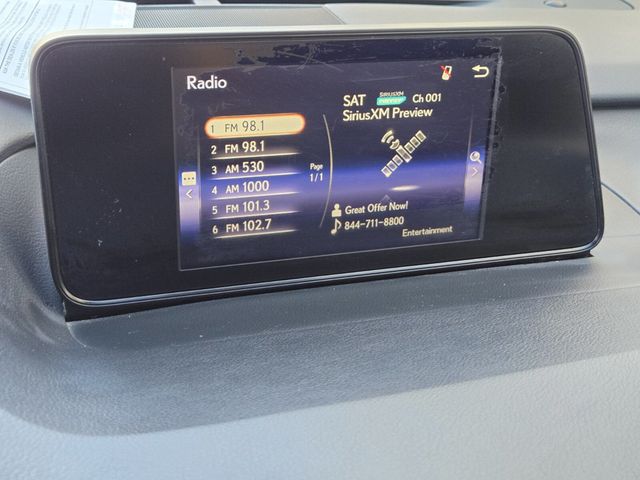 Radio
SAT SIRIUSXM Ch 001
SiriusXM Preview
1 FM 98.1
2 FM 98.1
3 AM 530
4 AM 1000
5 FM 101.3
6 FM 102.7
Page
1/1
Great Offer Now!
844-711-8800
Entertainment